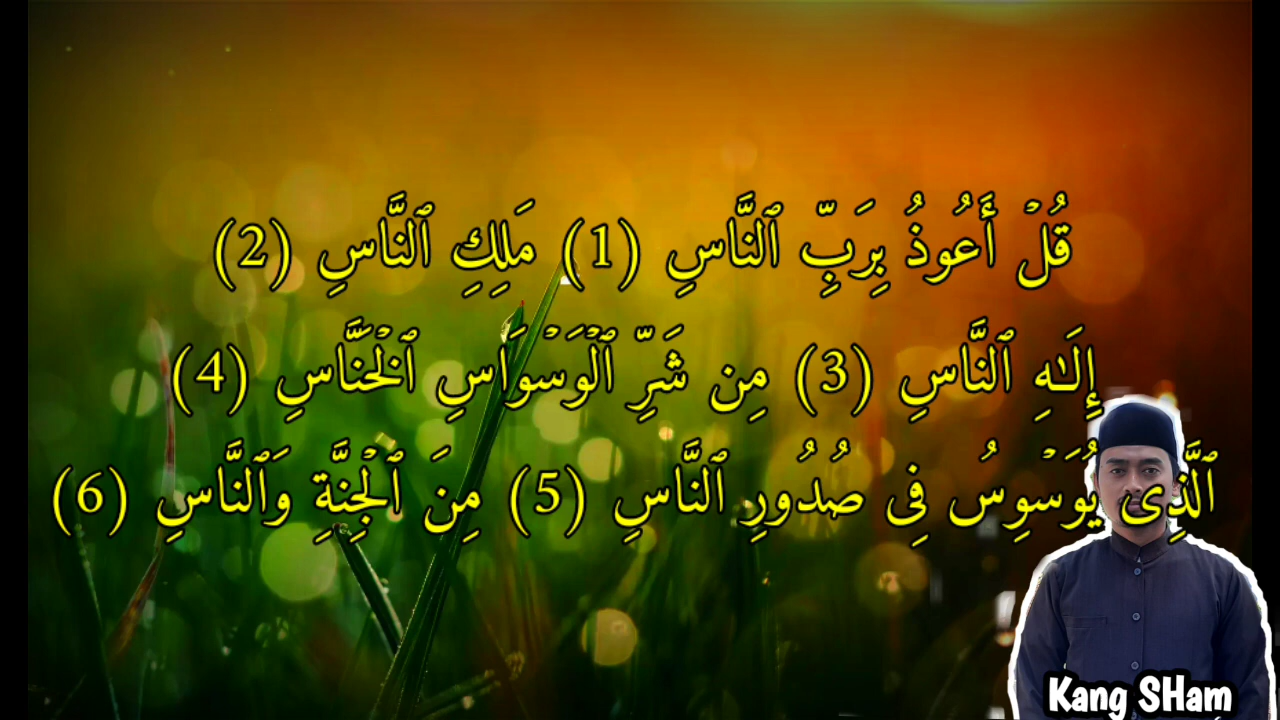 قُلْ أَعُوذُ بِرَبِّ ٱلنَّاسِ (1) مَلِكِ ٱلنَّاسِ (2)
إِلَـٰهِ ٱلنَّاسِ (3) مِن شَرِّ ٱلْوَسْوَاسِ ٱلْخَنَّاسِ (4)
ٱلَّذِى يُوَسْوِسُ فِى صُدُورِ ٱلنَّاسِ (5) مِنَ ٱلْجِنَّةِ وَٱلنَّاسِ (6)
Kang SHam